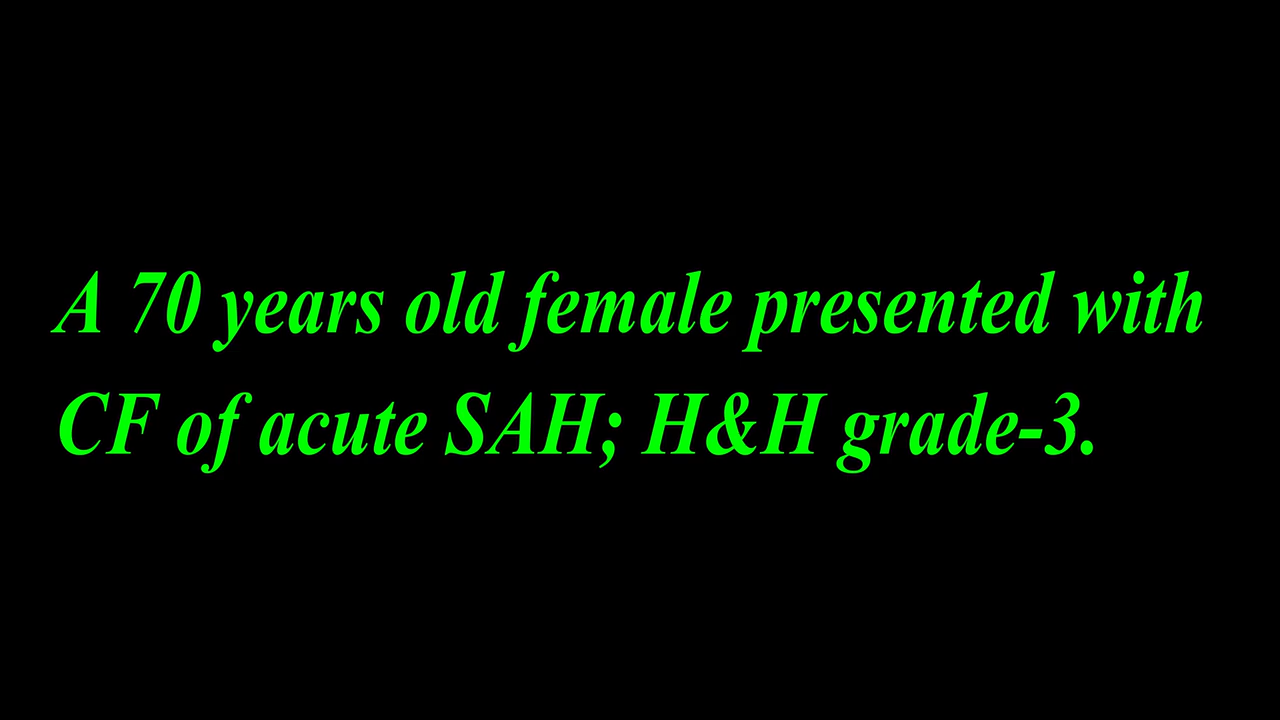 A 70 years old female presented with
CF of acute SAH; H&H grade-3.